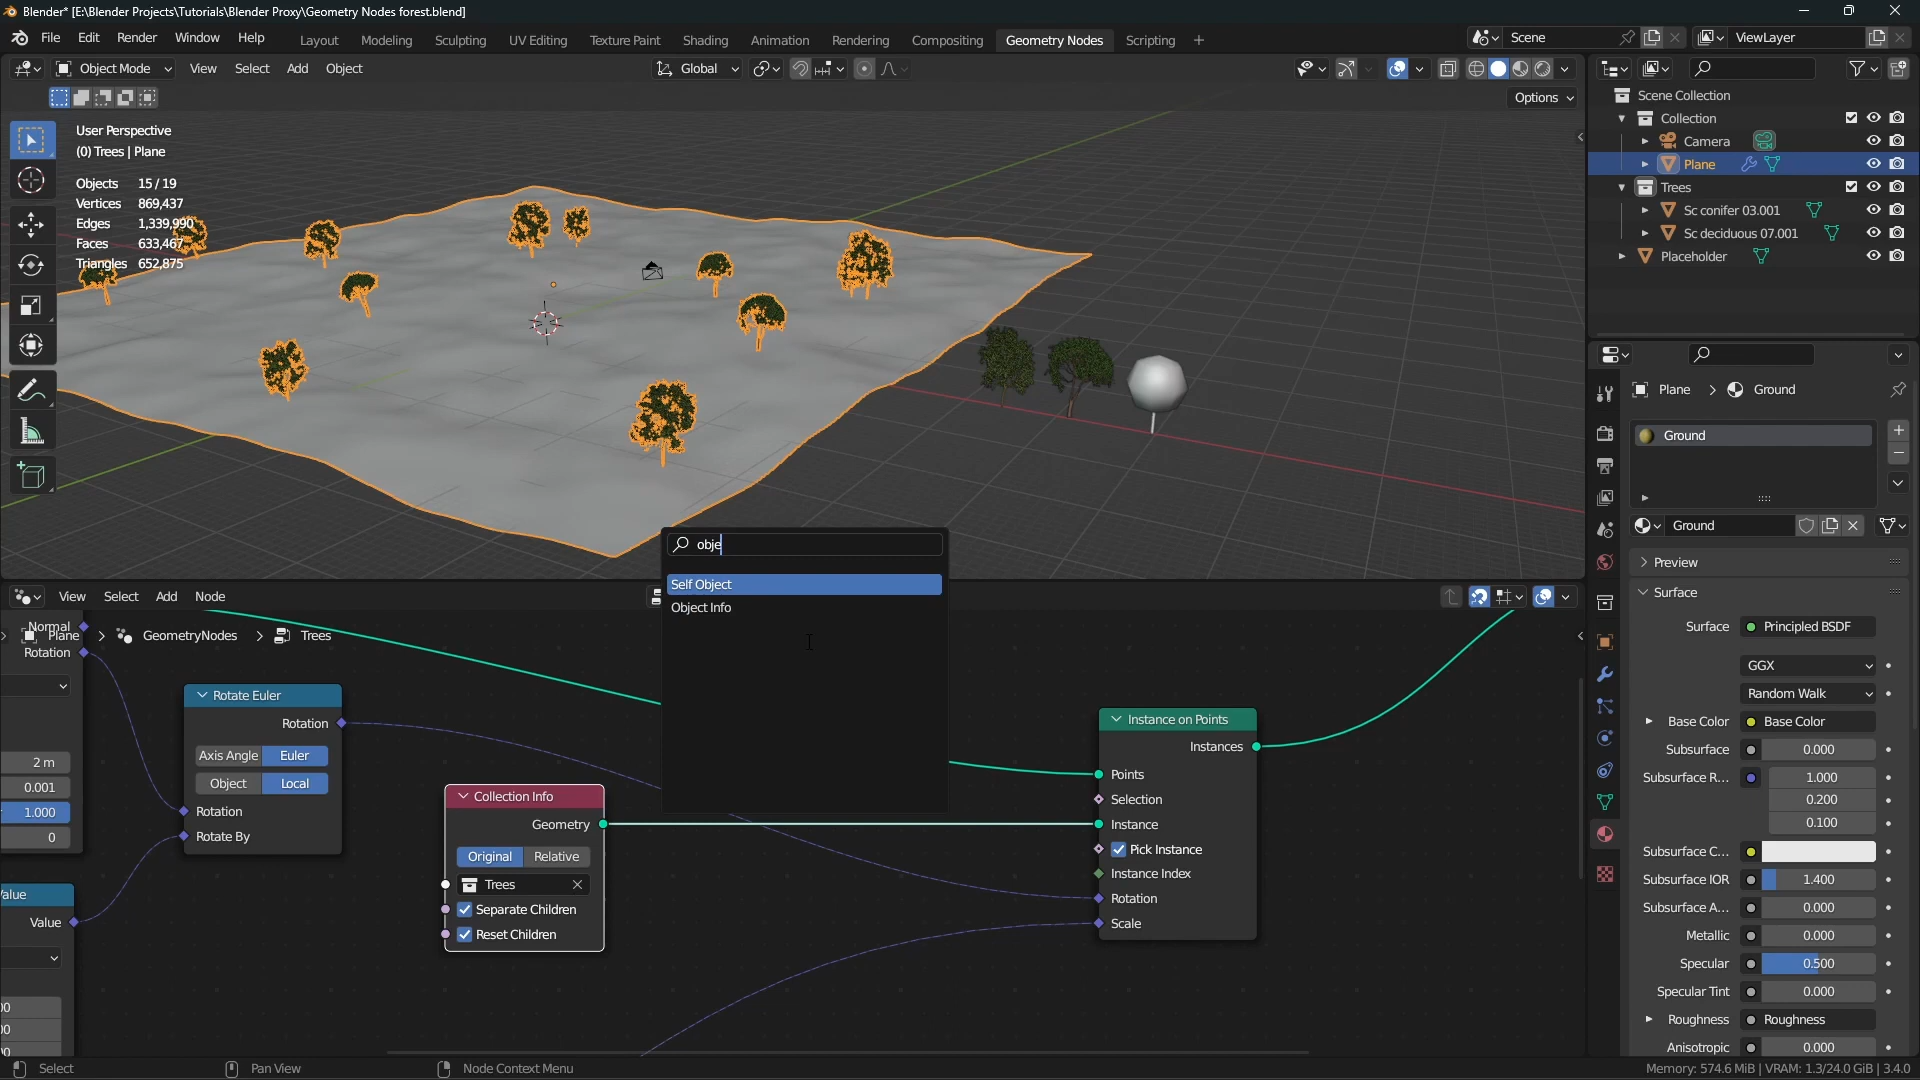 Blender* [E:\Blender Projects\Tutorials\Blender Proxy\Geometry Nodes forest.blend]
File Edit Render Window Help
Layout Modeling Sculpting UV Editing Texture Paint Shading Animation Rendering Compositing Geometry Nodes Scripting +
Scene
ViewLayer
Object Mode View Select Add Object
Global
Options
User Perspective
(0) Trees | Plane
Objects 15/19
Vertices 869,437
Edges 1,339,990
Faces 633,467
Triangles 652,875
Scene Collection
Collection
Camera
Plane
Trees
Sc conifer 03.001
Sc deciduous 07.001
Placeholder
obje
Self Object
Object Info
View Select Add Node
Plane > GeometryNodes > Trees
Normal
Rotation
2 m
0.001
1.000
0
Rotate Euler
Rotation
Axis Angle Euler
Object Local
Rotation
Rotate By
Value
Collection Info
Geometry
Original Relative
Trees
Separate Children
Reset Children
Instance on Points
Instances
Points
Selection
Instance
Pick Instance
Instance Index
Rotation
Scale
Plane > Ground
Ground
Ground
Preview
Surface
Surface Principled BSDF
GGX
Random Walk
Base Color Base Color
Subsurface 0.000
Subsurface R... 1.000
0.200
0.100
Subsurface C...
Subsurface IOR 1.400
Subsurface A... 0.000
Metallic 0.000
Specular 0.500
Specular Tint 0.000
Roughness Roughness
Anisotropic 0.000
Select
Pan View
Node Context Menu
Memory: 574.6 MiB | VRAM: 1.3/24.0 GiB | 3.4.0